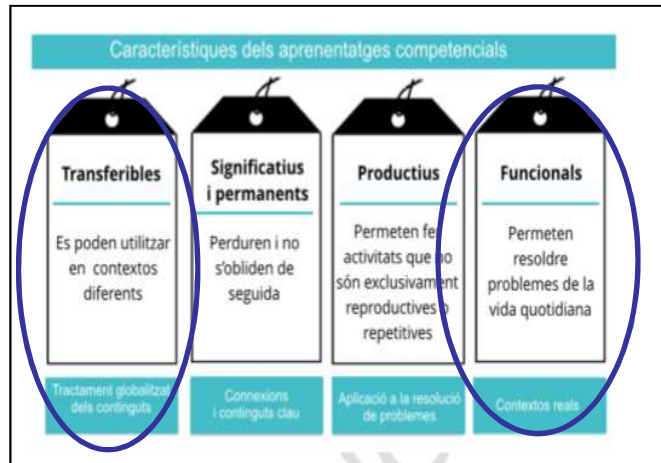 Característiques dels aprenentatges competencials
Transferibles
Es poden utilitzar
en contextos
diferents
Tractament globalitzat
dels continguts
Significatius
i permanents
Perduren i no
s'obliden de
seguida
Connexions
i continguts clau
Productius
Permeten fer
activitats que no
són exclusivament
reproductives o
repetitives
Aplicació a la resolució
de problemes
Funcionals
Permeten
resoldre
problemes de la
vida quotidiana
Contextos reals